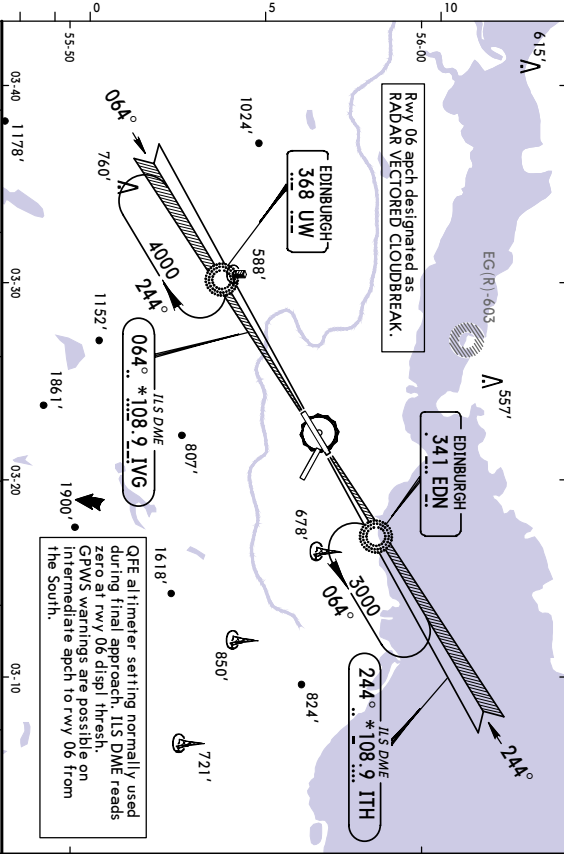 615'
EG(R)-603
557'
10
56-00
Rwy 06 apch designated as
RADAR VECTORED CLOUDBREAK.
EDINBURGH
341 EDN
244°
EDINBURGH
368 UW
ILS DME
244° *108.9 ITH
3000
064°
678'
5
1024'
588'
824'
850'
721'
807'
1618'
064°
760'
4000
244°
ILS DME
064° *108.9 IVG
1152'
1861'
1900'
QFE altimeter setting normally used
during final approach. ILS DME reads
zero at rwy 06 displ thresh.
GPWS warnings are possible on
intermediate apch to rwy 06 from
the South.
0
55-50
1178'
03-40
03-30
03-20
03-10